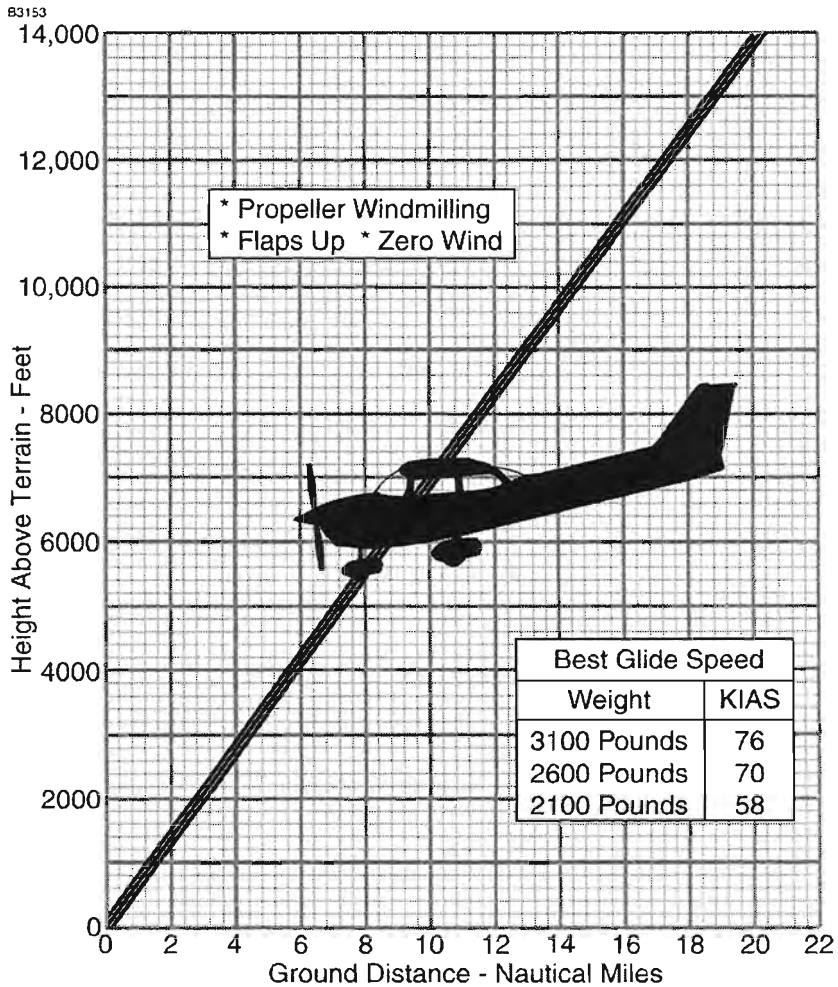 B3153
14,000
12,000
10,000
8000
6000
4000
2000
0
Height Above Terrain - Feet
* Propeller Windmilling
* Flaps Up * Zero Wind
Best Glide Speed
Weight KIAS
3100 Pounds 76
2600 Pounds 70
2100 Pounds 58
0 2 4 6 8 10 12 14 16 18 20 22
Ground Distance - Nautical Miles